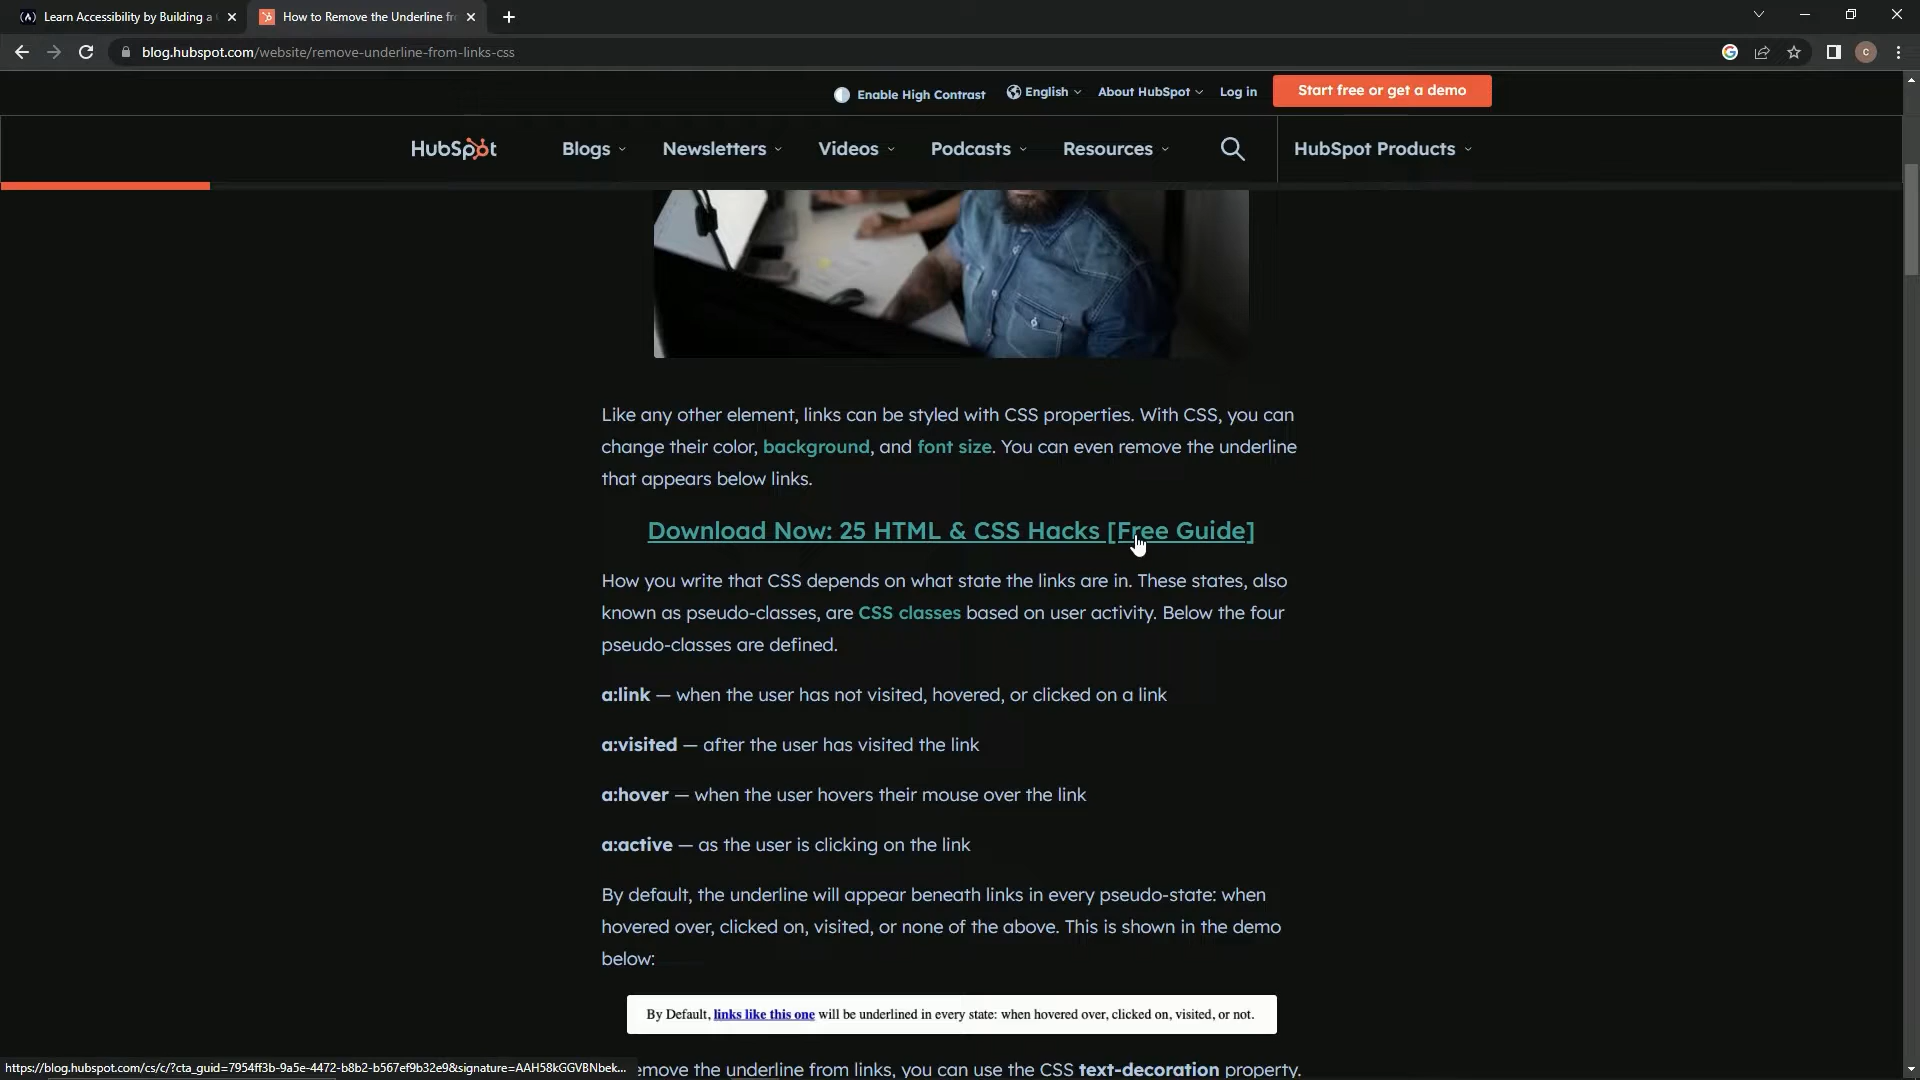 Learn Accessibility by Building a
How to Remove the Underline fr
blog.hubspot.com/website/remove-underline-from-links-css
Enable High Contrast
English
About HubSpot
Log in
Start free or get a demo
HubSpot
Blogs
Newsletters
Videos
Podcasts
Resources
HubSpot Products
Like any other element, links can be styled with CSS properties. With CSS, you can
change their color, background, and font size. You can even remove the underline
that appears below links.
Download Now: 25 HTML & CSS Hacks [Free Guide]
How you write that CSS depends on what state the links are in. These states, also
known as pseudo-classes, are CSS classes based on user activity. Below the four
pseudo-classes are defined.
a:link — when the user has not visited, hovered, or clicked on a link
a:visited — after the user has visited the link
a:hover — when the user hovers their mouse over the link
a:active — as the user is clicking on the link
By default, the underline will appear beneath links in every pseudo-state: when
hovered over, clicked on, visited, or none of the above. This is shown in the demo
below:
By Default, links like this one will be underlined in every state: when hovered over, clicked on, visited, or not.
https://blog.hubspot.com/cs/c/?cta_guid=7954ff3b-9a5e-4472-b8b2-b567ef9b32e9&signature=AAH58kGGVBNbek...
emove the underline from links, you can use the CSS text-decoration property.